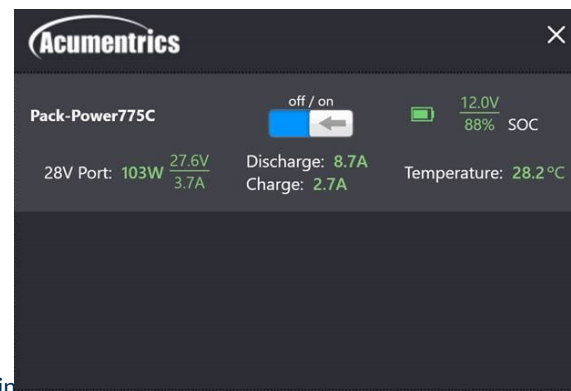 Acumentrics
Pack-Power775C
off / on
12.0V
88% SOC
28V Port: 103W 27.6V
3.7A
Discharge: 8.7A
Charge: 2.7A
Temperature: 28.2°C